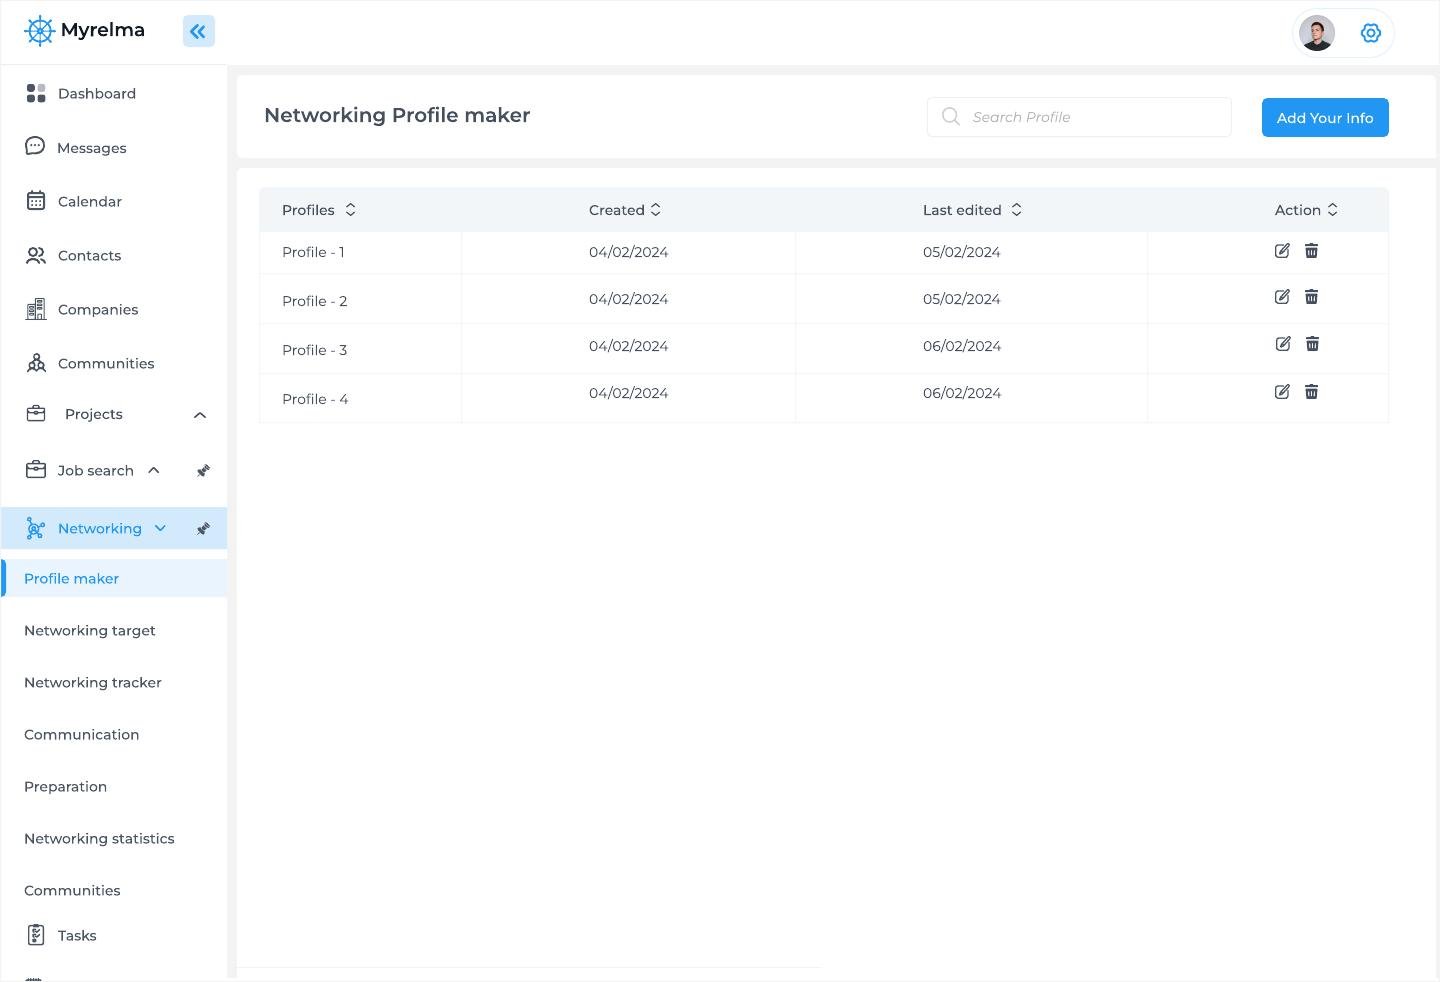 Myrelma
Dashboard
Messages
Calendar
Contacts
Companies
Communities
Projects
Job search
Networking
Profile maker
Networking target
Networking tracker
Communication
Preparation
Networking statistics
Communities
Tasks
Networking Profile maker
Search Profile
Add Your Info
Profiles Created Last edited Action
Profile - 1 04/02/2024 05/02/2024
Profile - 2 04/02/2024 05/02/2024
Profile - 3 04/02/2024 06/02/2024
Profile - 4 04/02/2024 06/02/2024